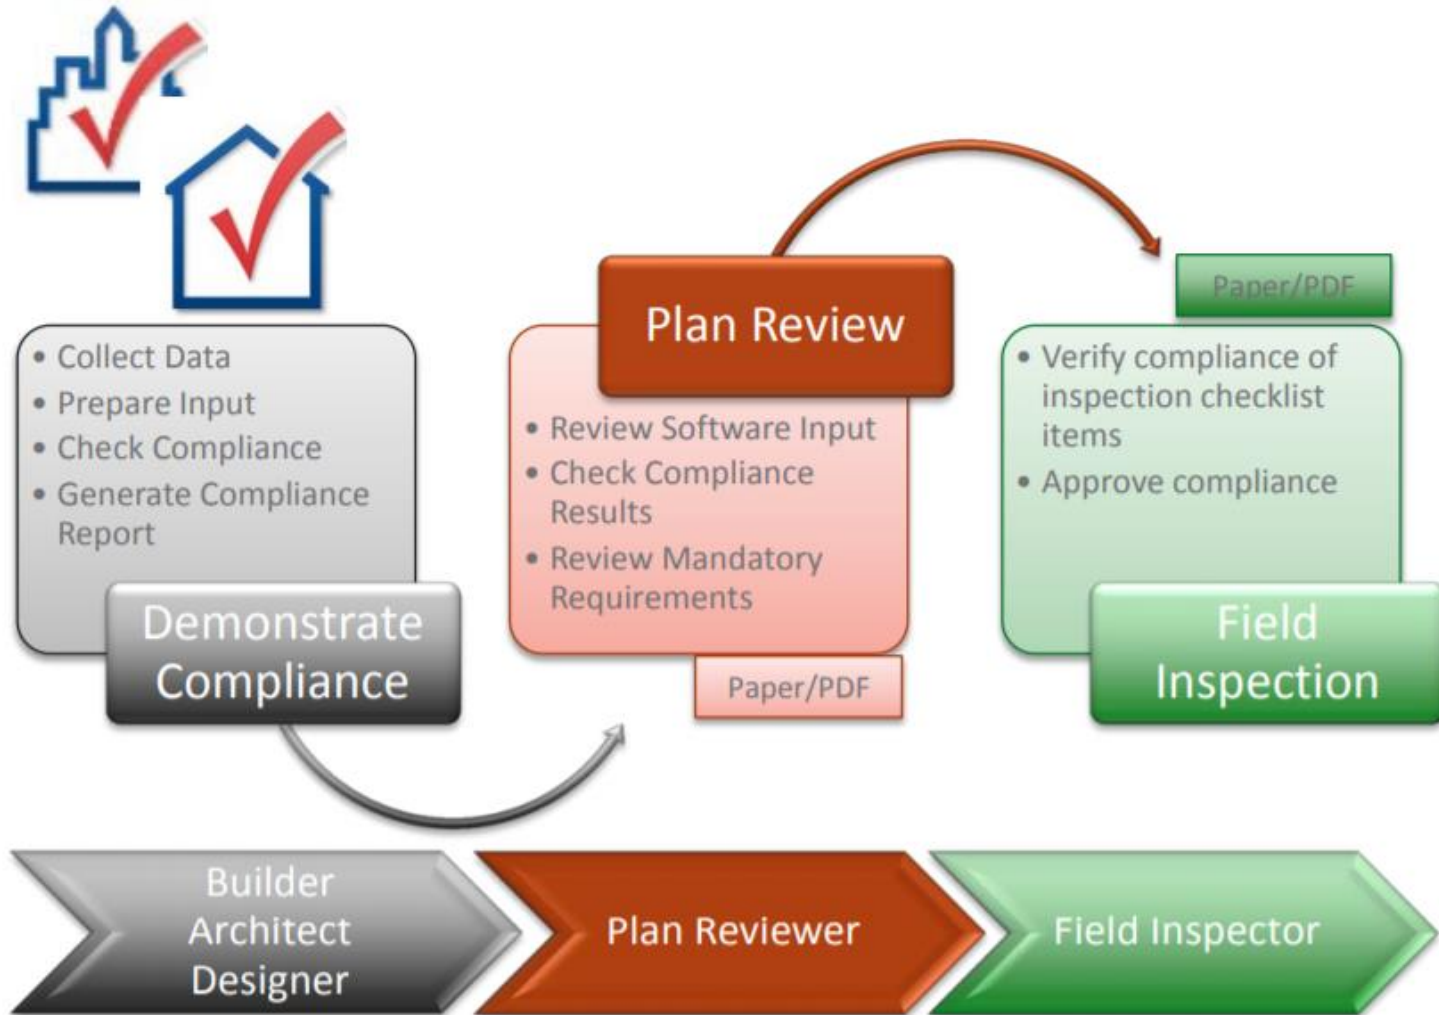 • Collect Data
• Prepare Input
• Check Compliance
• Generate Compliance
Report
Demonstrate
Compliance
Plan Review
• Review Software Input
• Check Compliance
Results
• Review Mandatory
Requirements
Paper/PDF
Paper/PDF
• Verify compliance of
inspection checklist
items
• Approve compliance
Field
Inspection
Builder
Architect
Designer
Plan Reviewer
Field Inspector